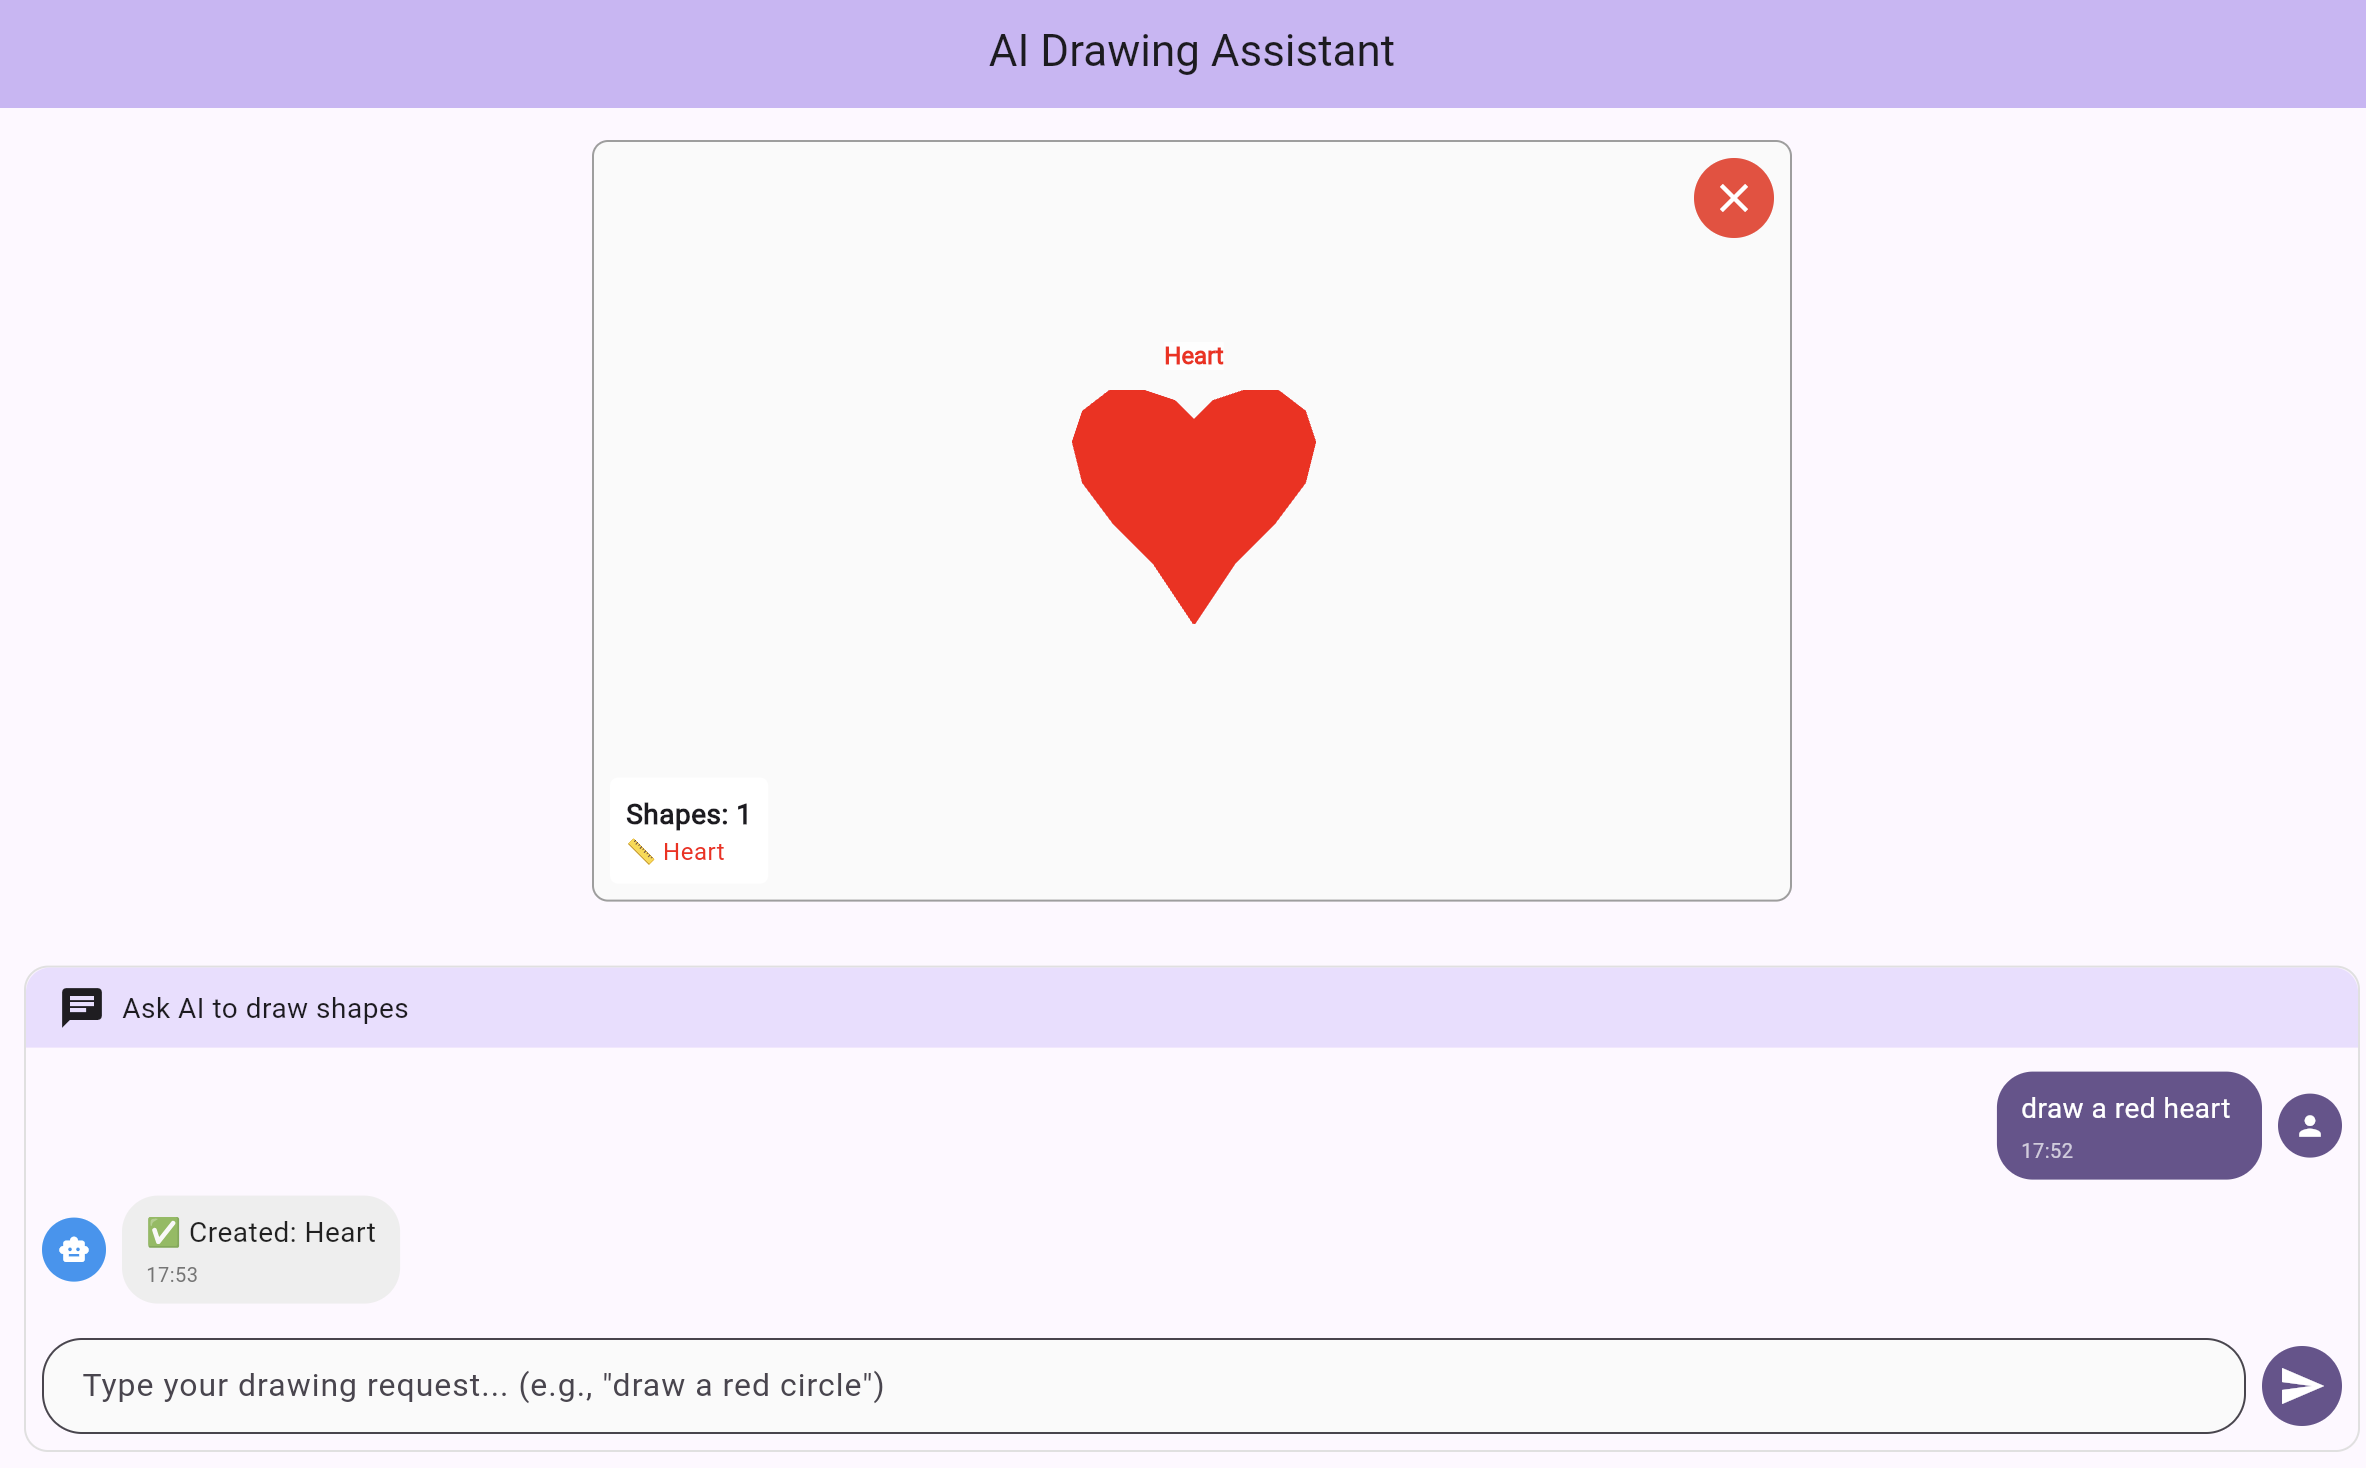 AI Drawing Assistant
Heart
Shapes: 1
📏 Heart
Ask AI to draw shapes
draw a red heart
17:52
✅ Created: Heart
17:53
Type your drawing request... (e.g., "draw a red circle")